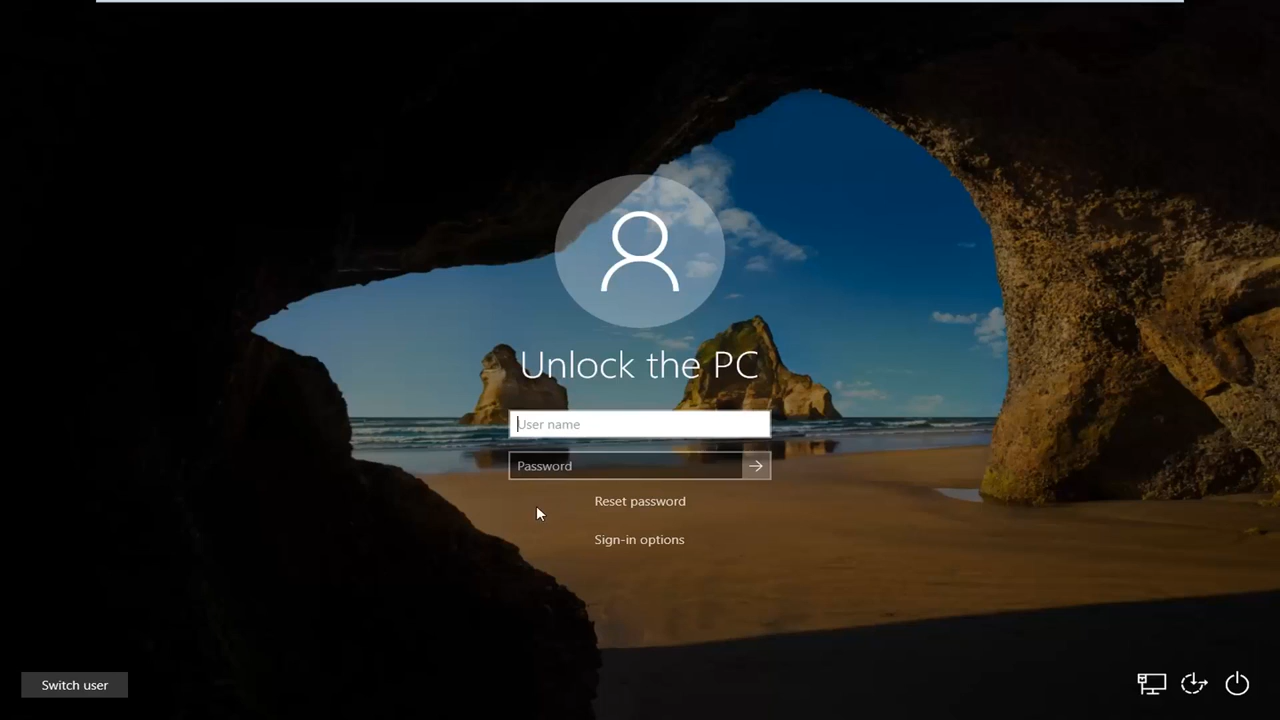 Unlock the PC
User name
Password
Reset password
Sign-in options
Switch user